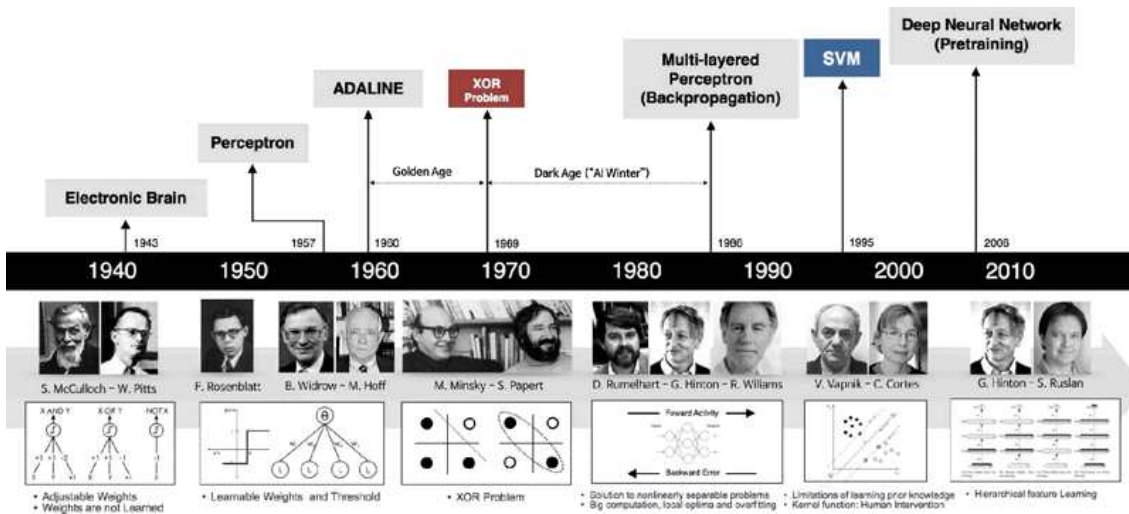 Deep Neural Network
(Pretraining)
Multi-layered
Perceptron
(Backpropagation)
SVM
ADALINE
XOR
Problem
Perceptron
Golden Age
Dark Age ("AI Winter")
Electronic Brain
1943
1957
1960
1969
1986
1995
2006
1940
1950
1960
1970
1980
1990
2000
2010
S. McCulloch – W. Pitts
F. Rosenblatt
B. Widrow – M. Hoff
M. Minsky – S. Papert
D. Rumelhart – G. Hinton – R. Wiliams
V. Vapnik – C. Cortes
G. Hinton – S. Ruslan
X AND Y
X OR Y
NOT X
Foward Activity
Backward Error
• Adjustable Weights
• Weights are not Learned
• Learnable Weights and Threshold
• XOR Problem
• Solution to nonlinearly separable problems
• Big computation, local optima and overfitting
• Limitations of learning prior knowledge
• Kernel function: Human Intervention
• Hierarchical feature Learning